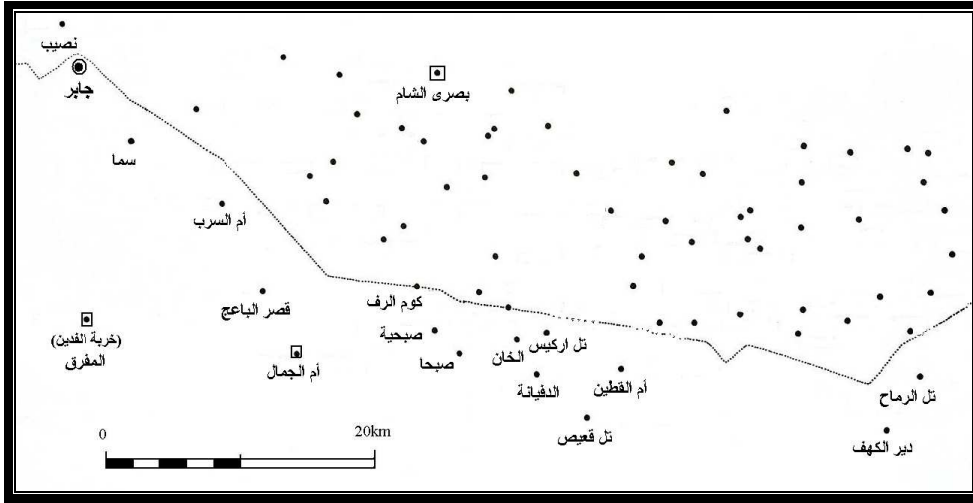 نصيب
جابر
بصرى الشام
سما
أم السرب
كوم الرف
قصر الباعج
(خربة الفدين)
المفرق
صبحية
تل اركيس
الخان
صبحا
أم الجمال
أم القطين
الدفيانة
تل الرماح
تل قعيص
دير الكهف
0
20km